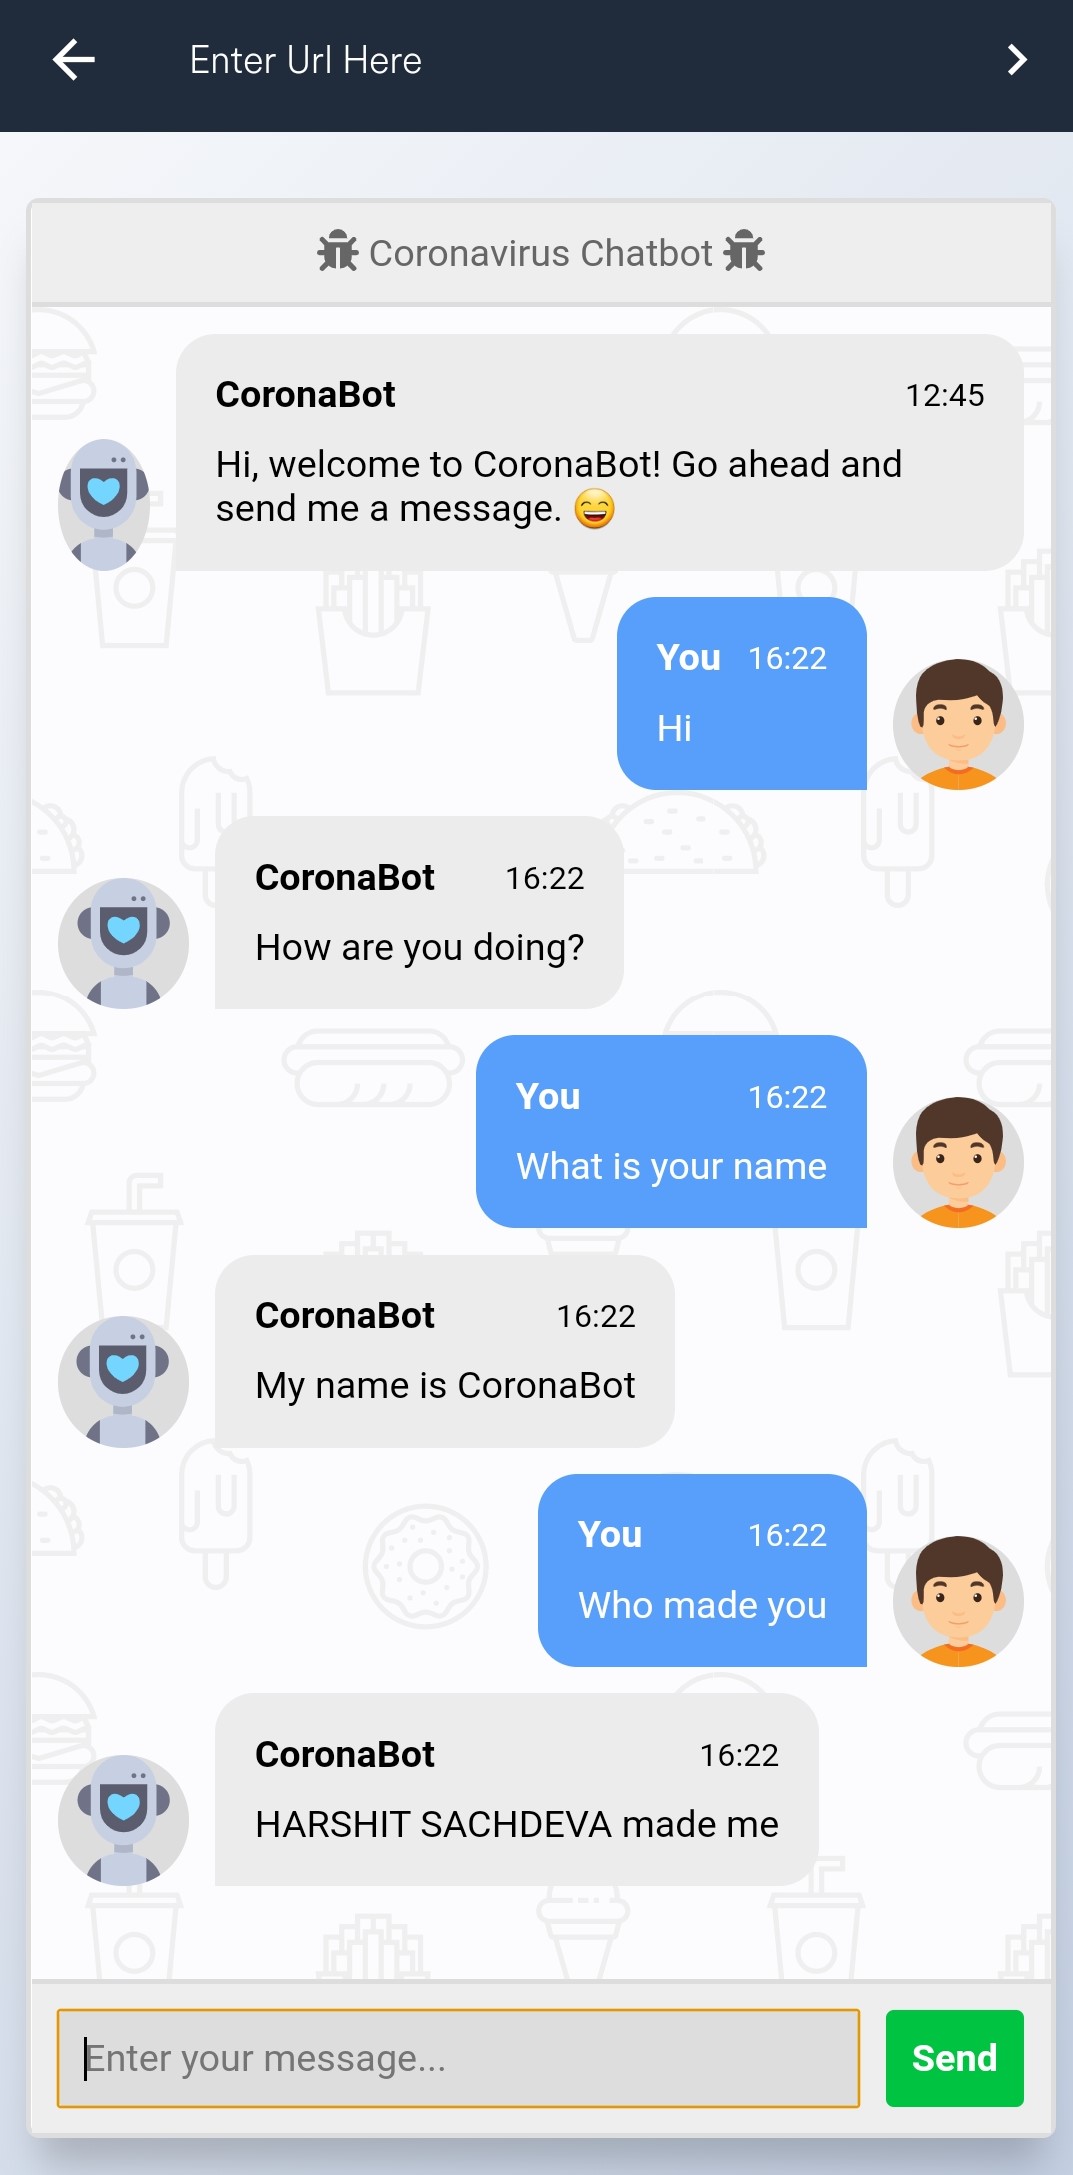 Enter Url Here
Coronavirus Chatbot
CoronaBot 12:45
Hi, welcome to CoronaBot! Go ahead and
send me a message. 😄
You 16:22
Hi
CoronaBot 16:22
How are you doing?
You 16:22
What is your name
CoronaBot 16:22
My name is CoronaBot
You 16:22
Who made you
CoronaBot 16:22
HARSHIT SACHDEVA made me
Enter your message...
Send